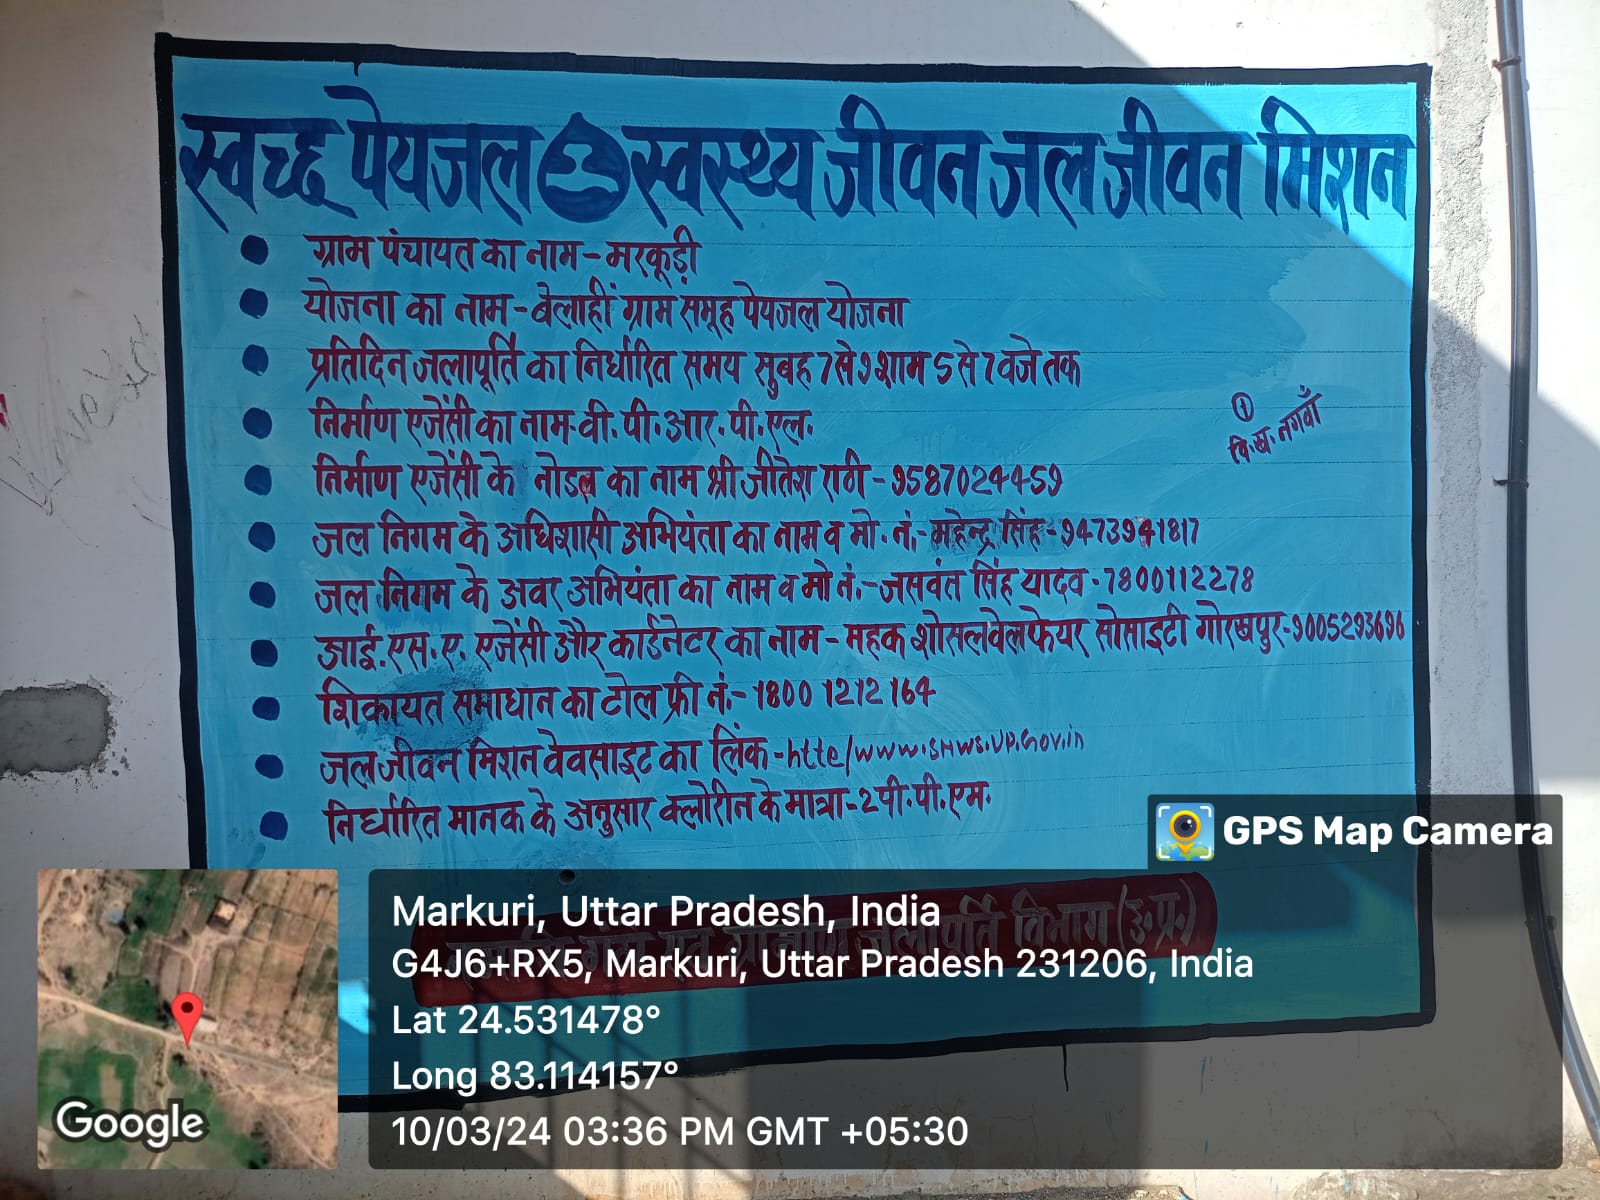 स्वच्छ पेयजल स्वस्थ्य जीवन जल जीवन मिशन
ग्राम पंचायत का नाम - मरकूड़ी
योजना का नाम - बेलाहीं ग्राम समूह पेयजल योजना
प्रतिदिन जलापूर्ति का निर्धारित समय सुबह 7 से 9 शाम 5 से 7 वजे तक
निर्माण एजेंसी का नाम - वी. पी. आर. पी. एल.
① वि.ख. नगवाँ
निर्माण एजेंसी के नोडल का नाम श्री जीतेश राठी - 9587024459
जल निगम के अधिशासी अभियंता का नाम व मो. नं. - महेन्द्र सिंह - 9473941817
जल निगम के अवर अभियंता का नाम व मो नं. - जसवंत सिंह यादव - 7800112278
आई. एस. ए. एजेंसी और कार्डनेटर का नाम - महक शोसल वेलफेयर सोसाइटी गोरखपुर - 9005293696
शिकायत समाधान का टोल फ्री नं. - 1800 1212 164
जल जीवन मिशन वेवसाइट का लिंक - htte/www.SHWS.UP.Gov.in
निर्धारित मानक के अनुसार क्लोरीन के मात्रा - 2 पी. पी. एम.
ग्रामीण जलापूर्ति विभाग (उ.प्र.)
GPS Map Camera
Markuri, Uttar Pradesh, India
G4J6+RX5, Markuri, Uttar Pradesh 231206, India
Lat 24.531478°
Long 83.114157°
10/03/24 03:36 PM GMT +05:30
Google